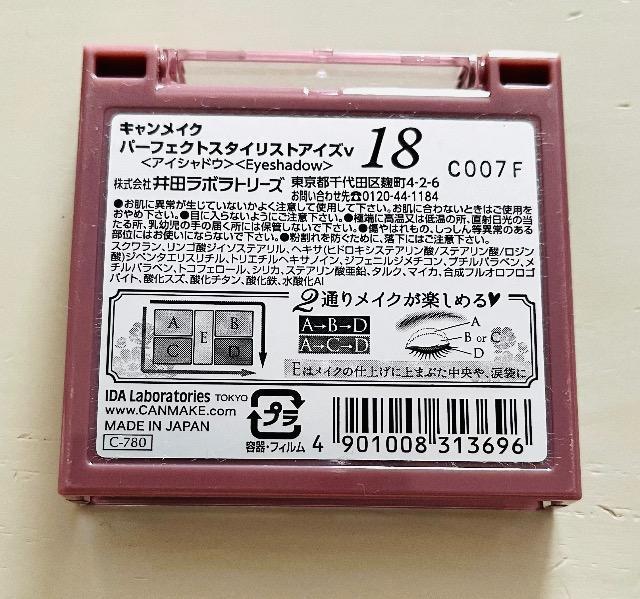 キャンメイク
パーフェクトスタイリストアイズv 18 C007F
<アイシャドウ><Eyeshadow>
株式会社 井田ラボラトリーズ 東京都千代田区麹町4-2-6
お問い合わせ先☎0120-44-1184
●お肌に異常が生じていないかよく注意して使用して下さい。お肌に合わないときはご使用を
おやめ下さい。●目に入らないようにご注意下さい。●極端に高温又は低温の所、直射日光の当
たる所、乳幼児の手の届く所には保管しないで下さい。●傷やはれもの、しっしん等異常のある
部位にはお使いにならないで下さい。●粉割れを防ぐために、落下にはご注意下さい。
スクワラン、リンゴ酸ジイソステアリル、ヘキサ(ヒドロキシステアリン酸/ステアリン酸/ロジン
酸)ジペンタエリスリチル、トリエチルヘキサノイン、ジフェニルジメチコン、ブチルパラベン、メ
チルパラベン、トコフェロール、シリカ、ステアリン酸亜鉛、タルク、マイカ、合成フルオロフロゴ
パイト、酸化スズ、酸化チタン、酸化鉄、水酸化Al
2通りメイクが楽しめる♥
A B
E
C D
A→B→D
A→C→D
A
B or C
D
Eはメイクの仕上げに上まぶた中央や、涙袋に
IDA Laboratories TOKYO
www.CANMAKE.com
MADE IN JAPAN
C-780
プラ
容器・フィルム
4 901008 313696